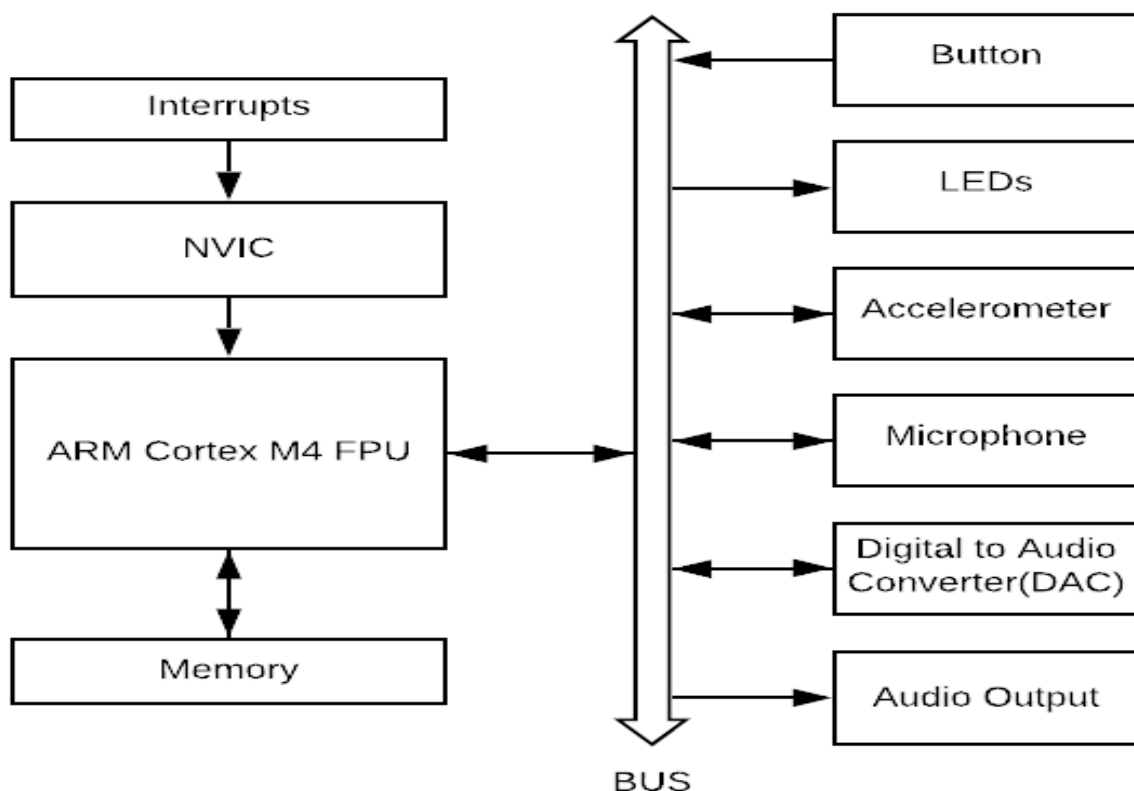 Interrupts
NVIC
ARM Cortex M4 FPU
Memory
BUS
Button
LEDs
Accelerometer
Microphone
Digital to Audio
Converter(DAC)
Audio Output